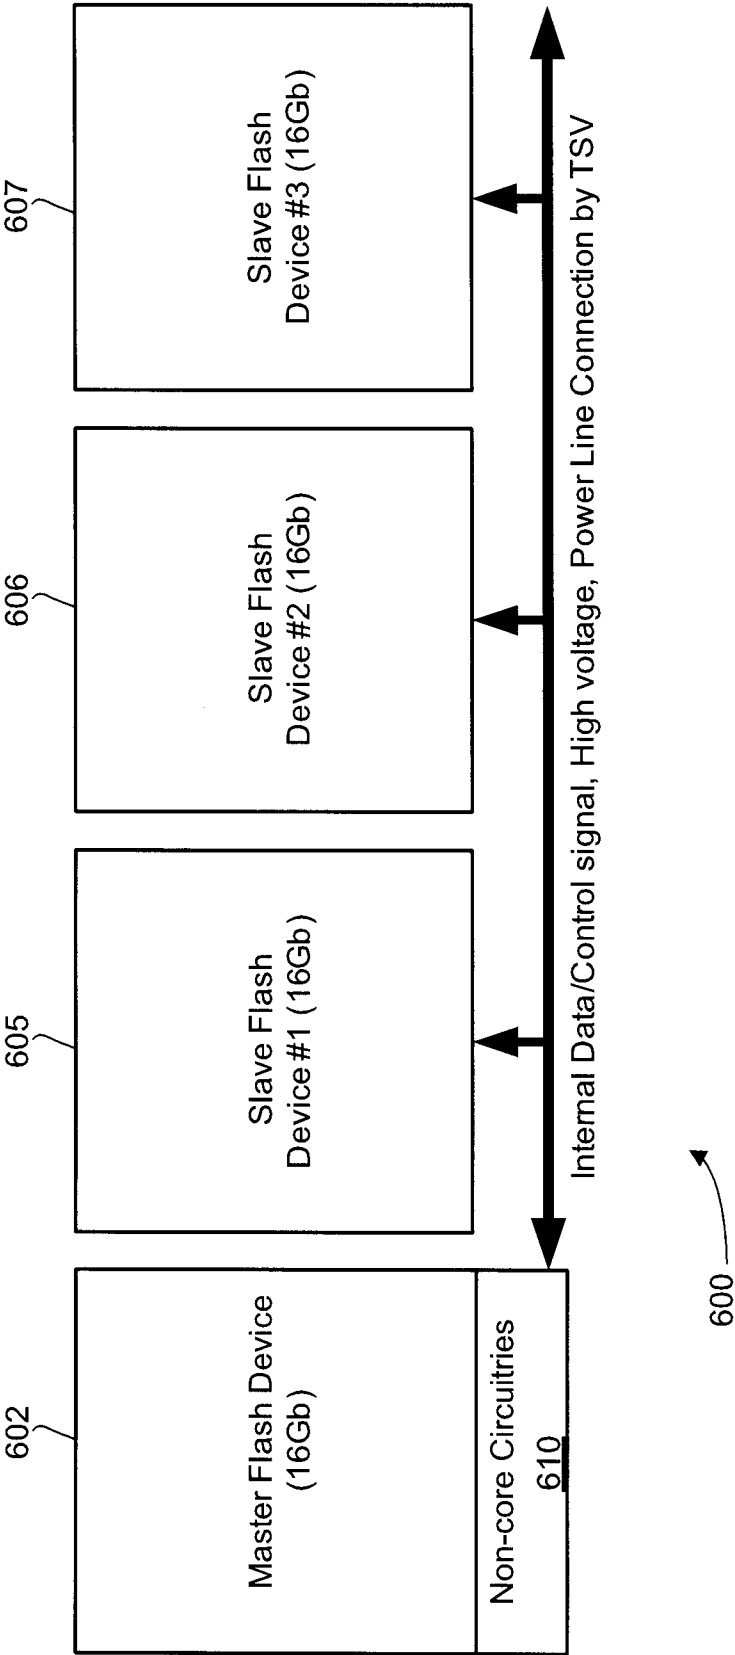 602
605
606
607
Master Flash Device
(16Gb)
Slave Flash
Device #1 (16Gb)
Slave Flash
Device #2 (16Gb)
Slave Flash
Device #3 (16Gb)
Non-core Circuitries
610
Internal Data/Control signal, High voltage, Power Line Connection by TSV
600